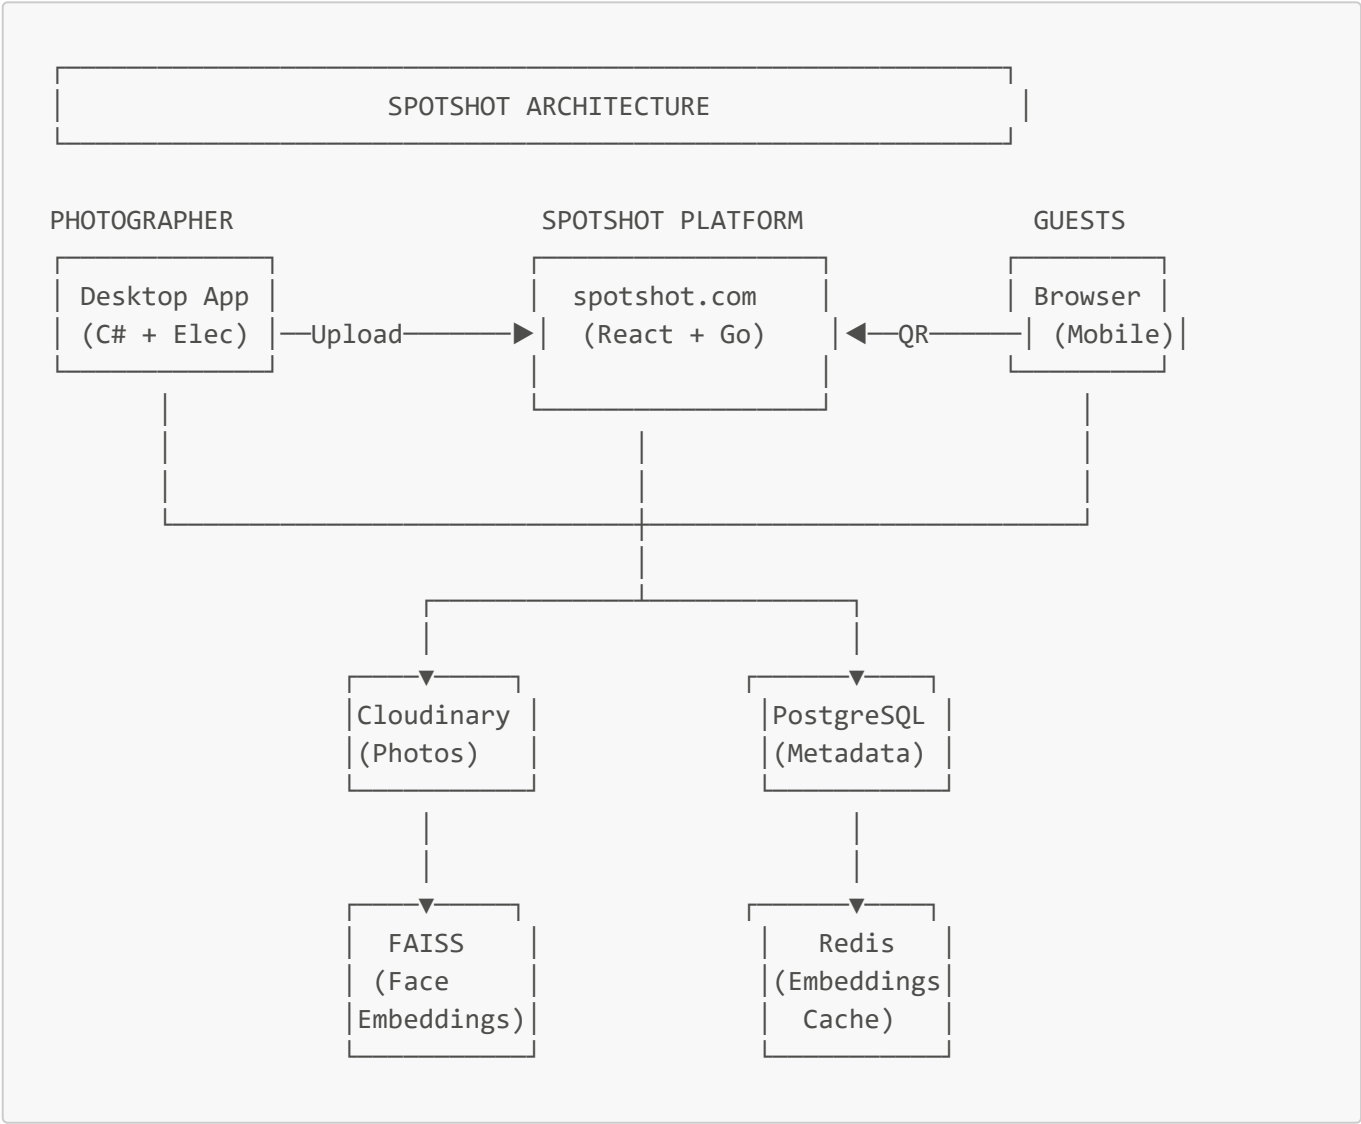 SPOTSHOT ARCHITECTURE
PHOTOGRAPHER SPOTSHOT PLATFORM GUESTS
Desktop App spotshot.com Browser
(C# + Elec) Upload (React + Go) QR (Mobile)
Cloudinary PostgreSQL
(Photos) (Metadata)
FAISS Redis
(Face (Embeddings
Embeddings) Cache)